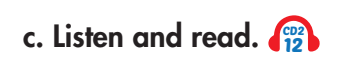 c. Listen and read. CD2 12